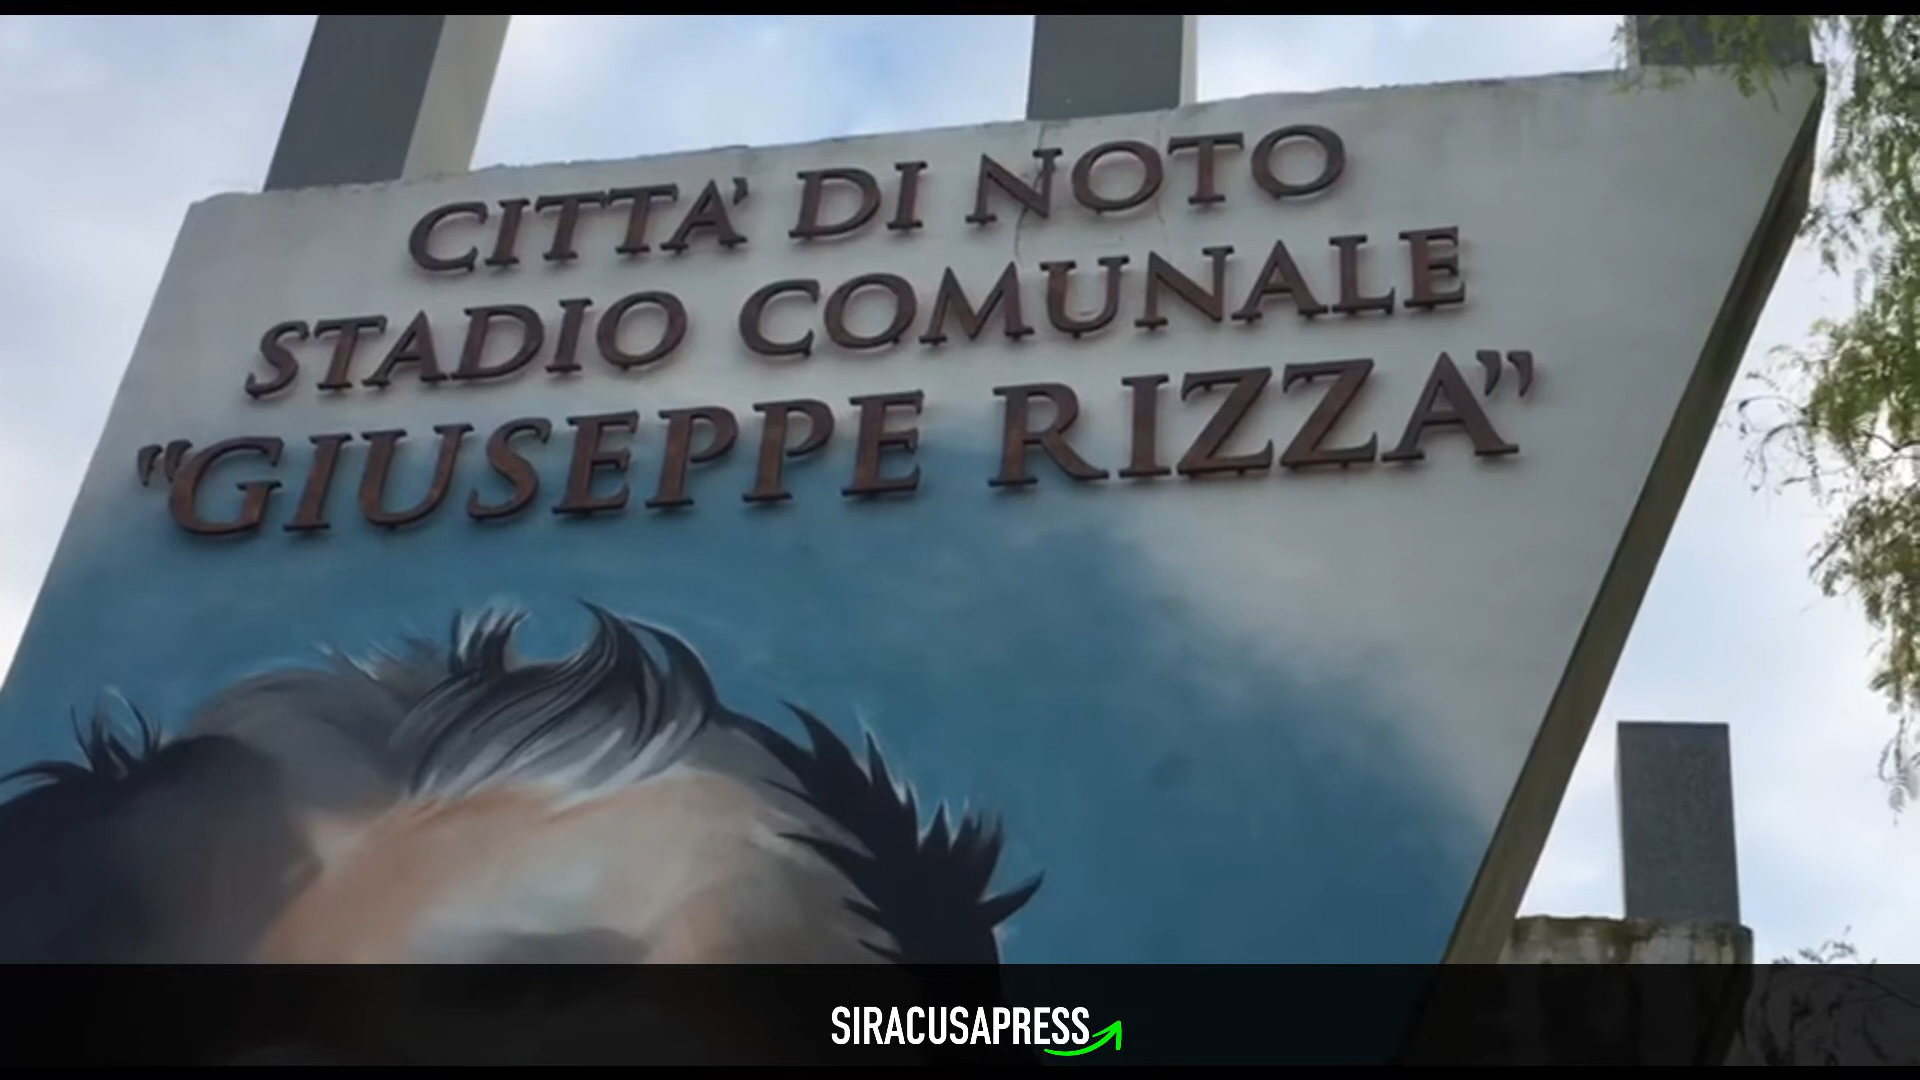 CITTA' DI NOTO
STADIO COMUNALE
"GIUSEPPE RIZZA"
SIRACUSAPRESS